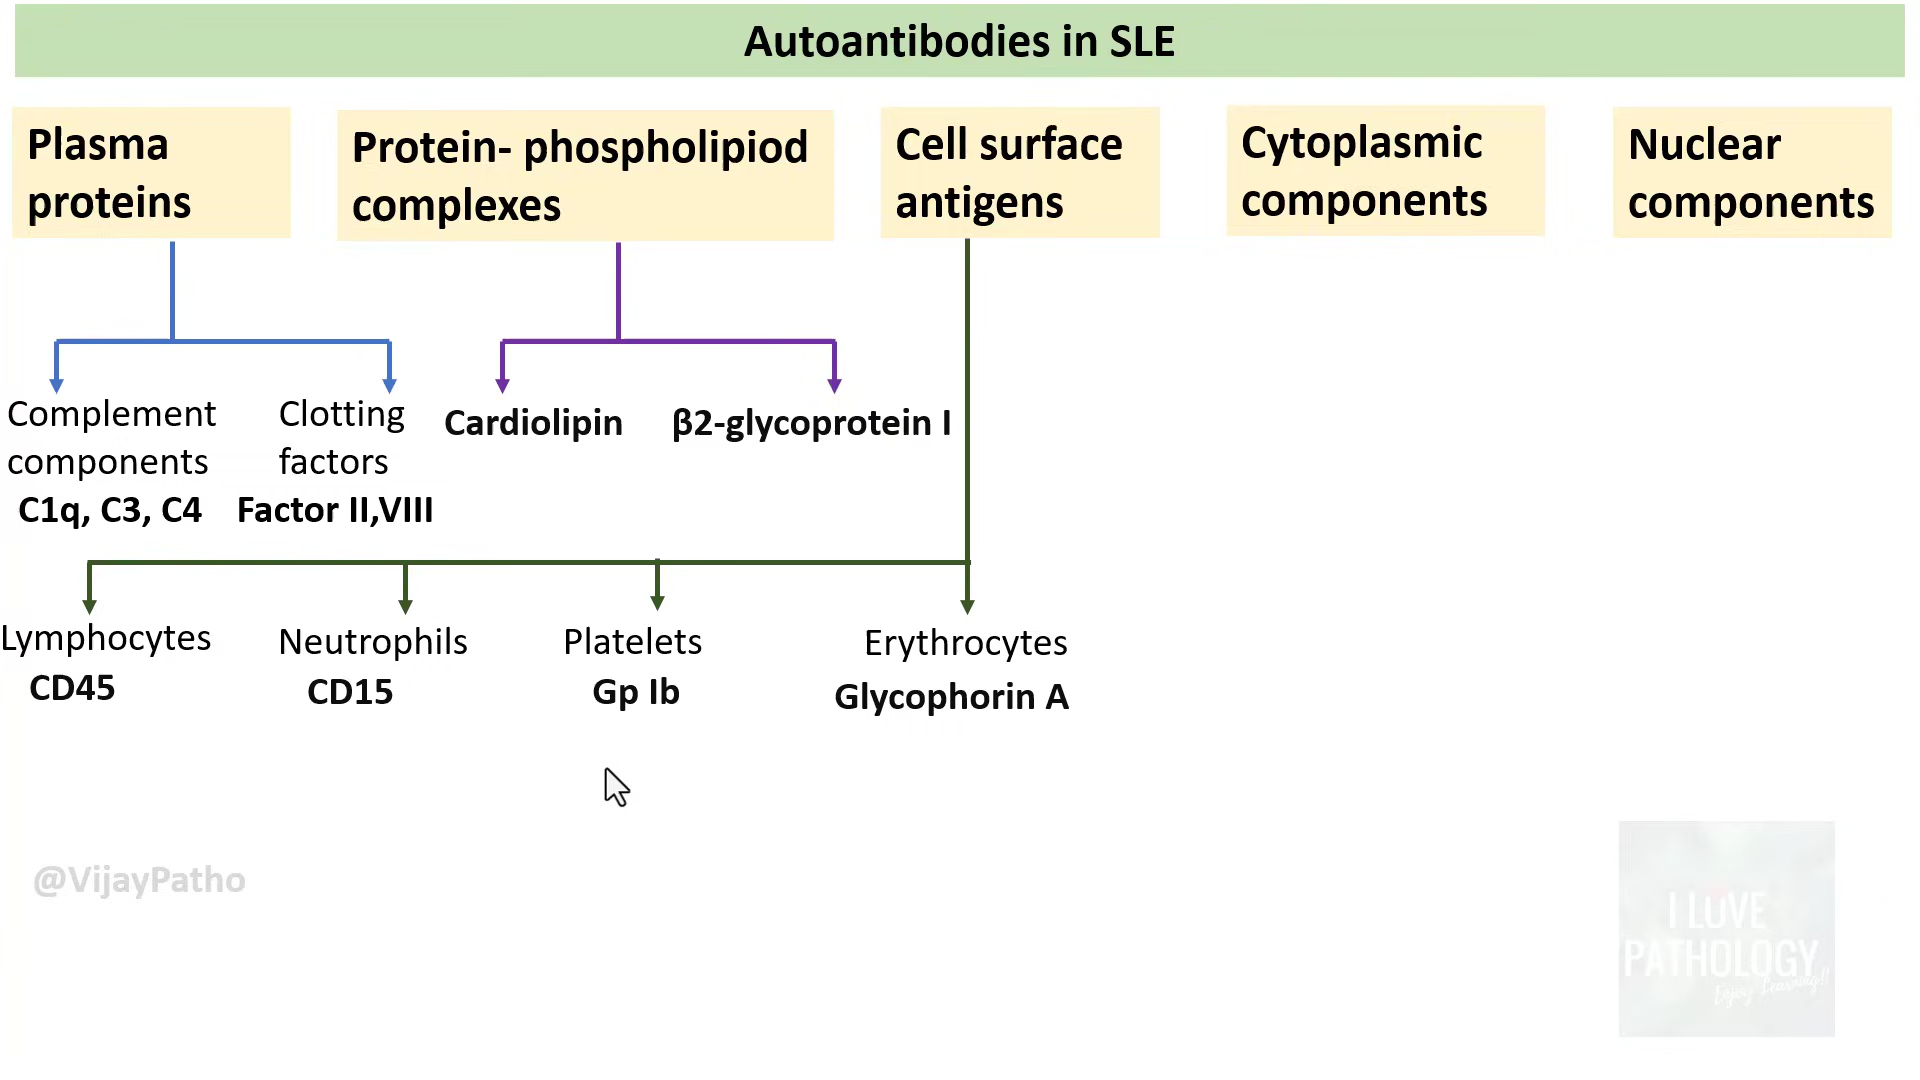 Autoantibodies in SLE
Plasma
proteins
Protein- phospholipiod
complexes
Cell surface
antigens
Cytoplasmic
components
Nuclear
components
Complement
components
C1q, C3, C4
Clotting
factors
Factor II,VIII
Cardiolipin
β2-glycoprotein I
Lymphocytes
CD45
Neutrophils
CD15
Platelets
Gp Ib
Erythrocytes
Glycophorin A
@VijayPatho
I LOVE
PATHOLOGY
Enjoy Learning!!